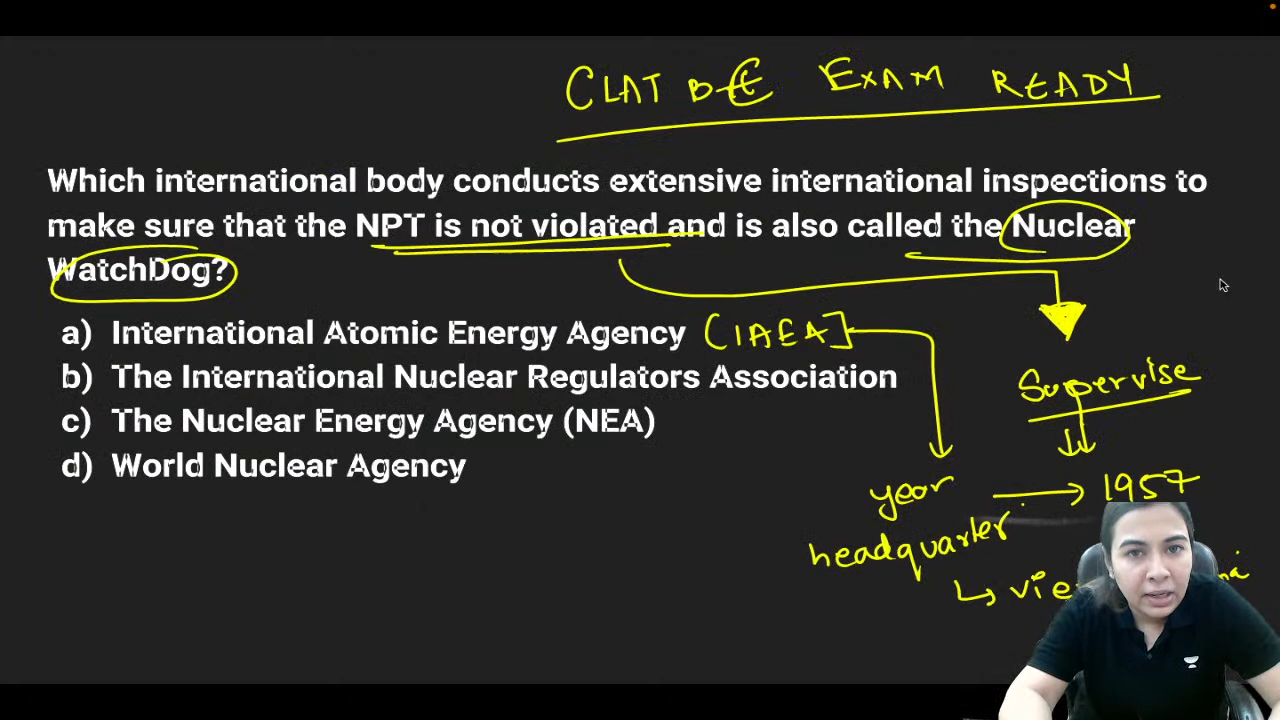 CLAT BEE EXAM READY
Which international body conducts extensive international inspections to
make sure that the NPT is not violated and is also called the Nuclear
WatchDog?
a) International Atomic Energy Agency (IAEA]
b) The International Nuclear Regulators Association
c) The Nuclear Energy Agency (NEA)
d) World Nuclear Agency
Supervise
year → 1957
headquarter